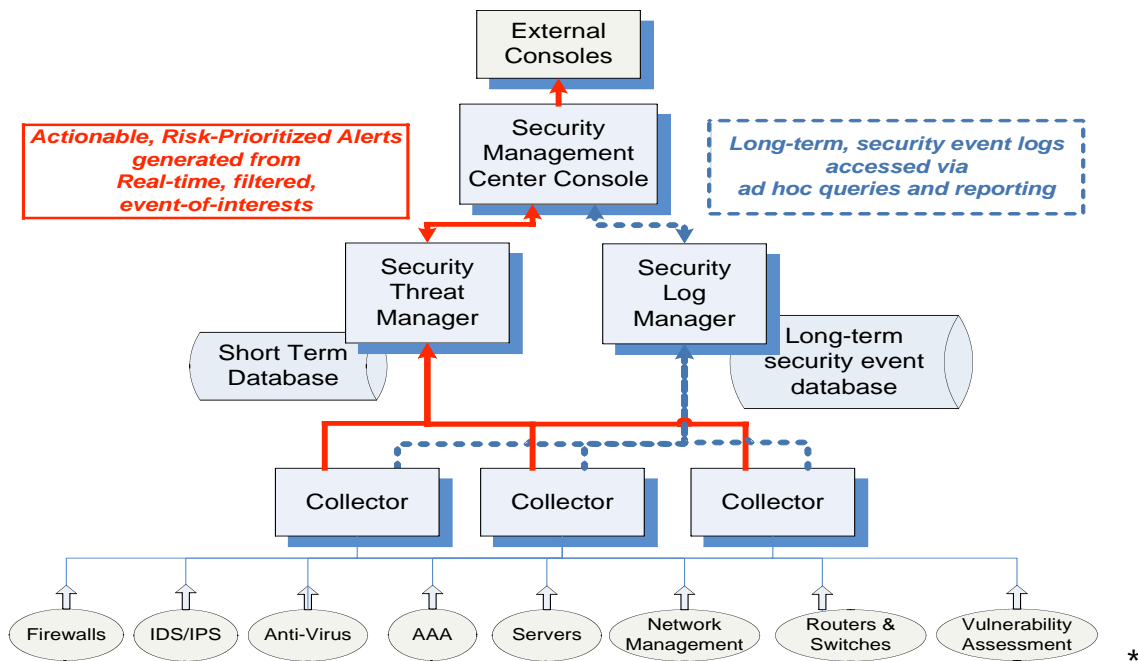 External
Consoles
Security
Management
Center Console
Actionable, Risk-Prioritized Alerts
generated from
Real-time, filtered,
event-of-interests
Long-term, security event logs
accessed via
ad hoc queries and reporting
Security
Threat
Manager
Security
Log
Manager
Short Term
Database
Long-term
security event
database
Collector
Collector
Collector
Firewalls
IDS/IPS
Anti-Virus
AAA
Servers
Network
Management
Routers &
Switches
Vulnerability
Assessment
*